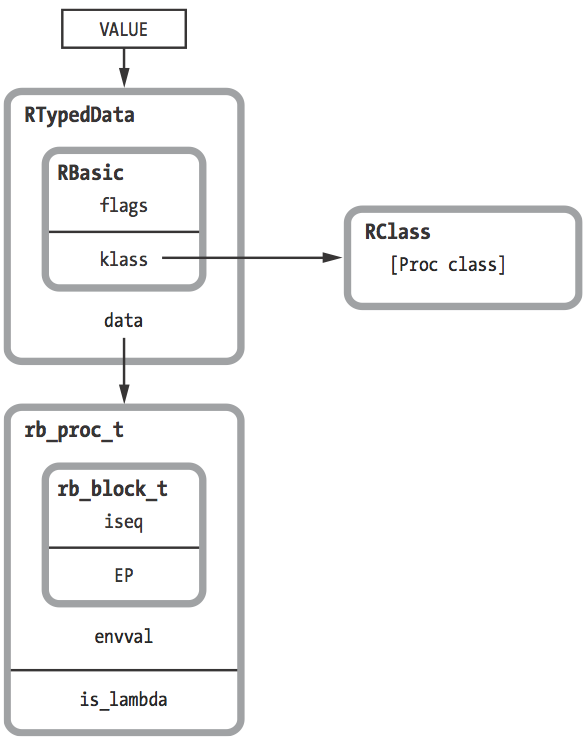 VALUE
RTypedData
RBasic
flags
klass
data
RClass
[Proc class]
rb_proc_t
rb_block_t
iseq
EP
envval
is_lambda